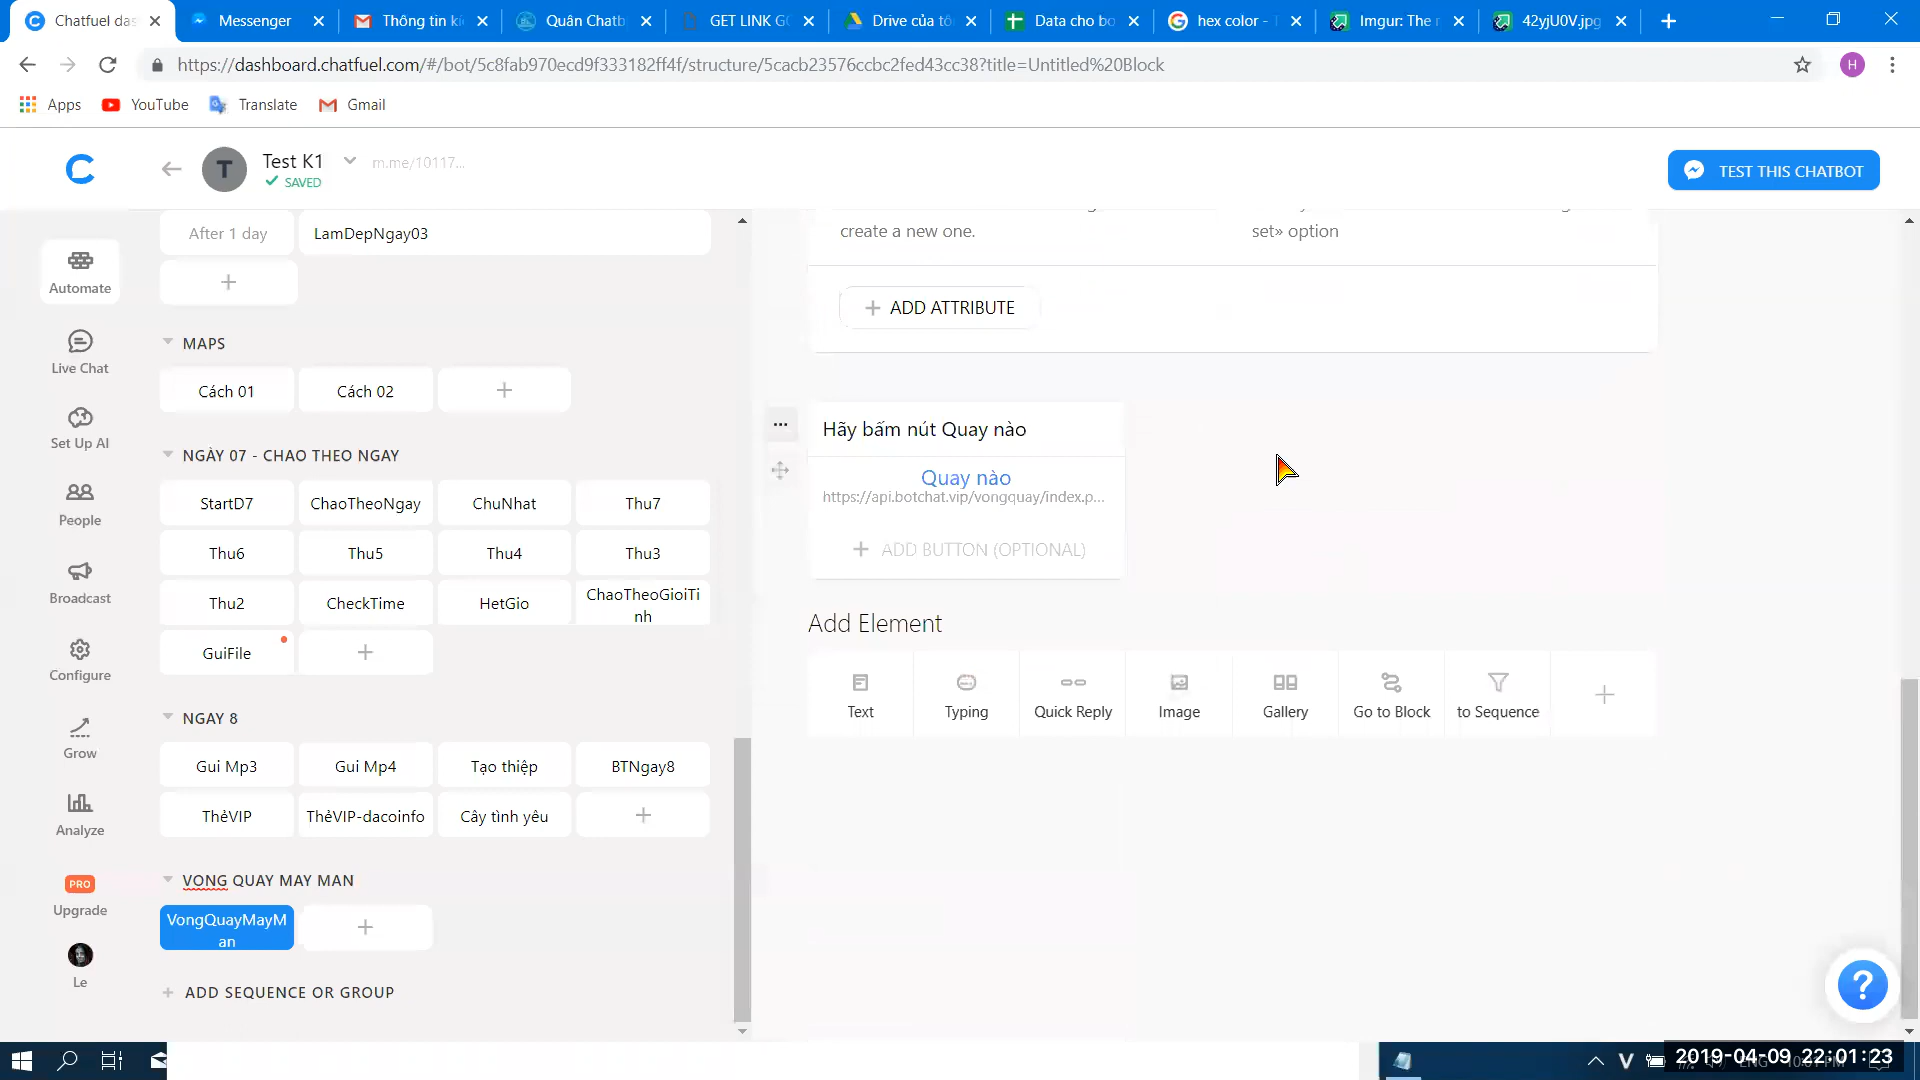 Chatfuel das
Messenger
Thông tin ki
Quân Chatb
GET LINK GO
Drive của tô
Data cho bo
hex color -
Imgur: The
42yjU0V.jpg
https://dashboard.chatfuel.com/#/bot/5c8fab970ecd9f333182ff4f/structure/5cacb23576ccbc2fed43cc38?title=Untitled%20Block
H
Apps
YouTube
Translate
Gmail
T
Test K1
m.me/10117...
SAVED
TEST THIS CHATBOT
Automate
Live Chat
Set Up AI
People
Broadcast
Configure
Grow
Analyze
PRO
Upgrade
Le
After 1 day
LamDepNgay03
MAPS
Cách 01
Cách 02
NGÀY 07 - CHAO THEO NGAY
StartD7
ChaoTheoNgay
ChuNhat
Thu7
Thu6
Thu5
Thu4
Thu3
Thu2
CheckTime
HetGio
ChaoTheoGioiTi
nh
GuiFile
NGAY 8
Gui Mp3
Gui Mp4
Tạo thiệp
BTNgay8
ThẻVIP
ThẻVIP-dacoinfo
Cây tình yêu
VONG QUAY MAY MAN
VongQuayMayM
an
ADD SEQUENCE OR GROUP
create a new one.
set» option
ADD ATTRIBUTE
Hãy bấm nút Quay nào
Quay nào
https://api.botchat.vip/vongquay/index.p...
ADD BUTTON (OPTIONAL)
Add Element
Text
Typing
Quick Reply
Image
Gallery
Go to Block
to Sequence
?
V
2019-04-09 22:01:23